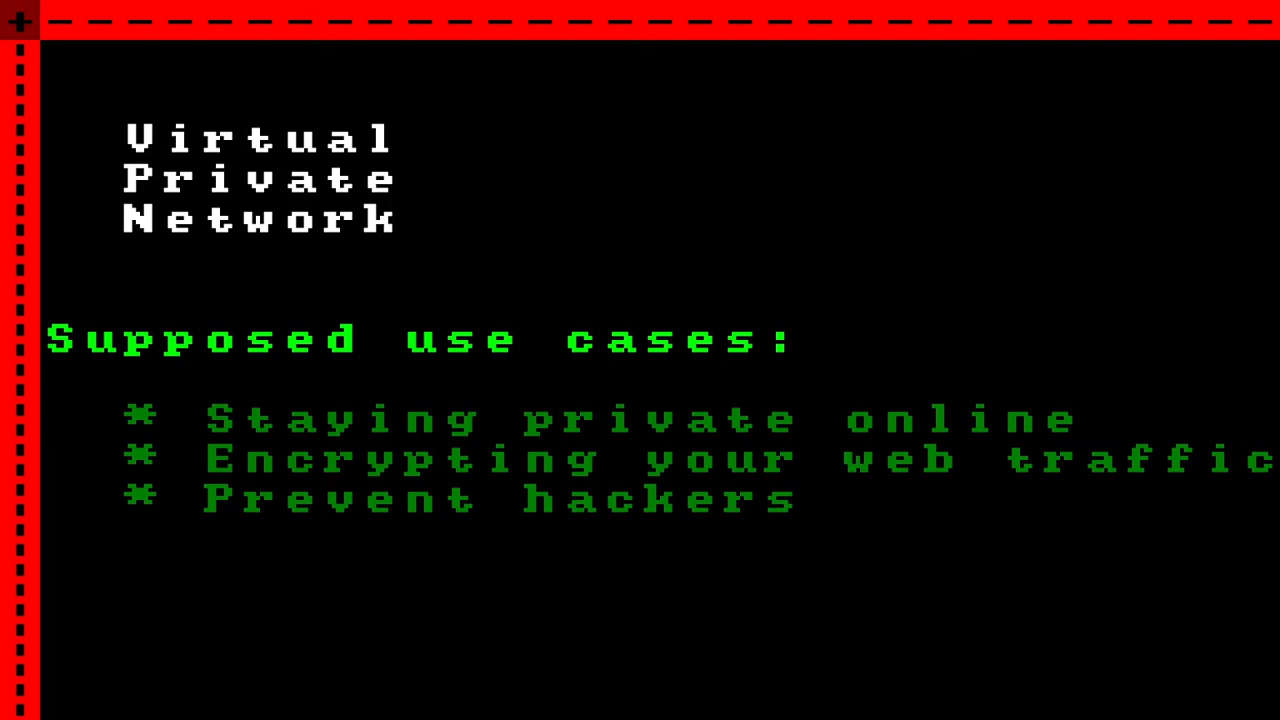 Virtual
Private
Network
Supposed use cases:
* Staying private online
* Encrypting your web traffic
* Prevent hackers